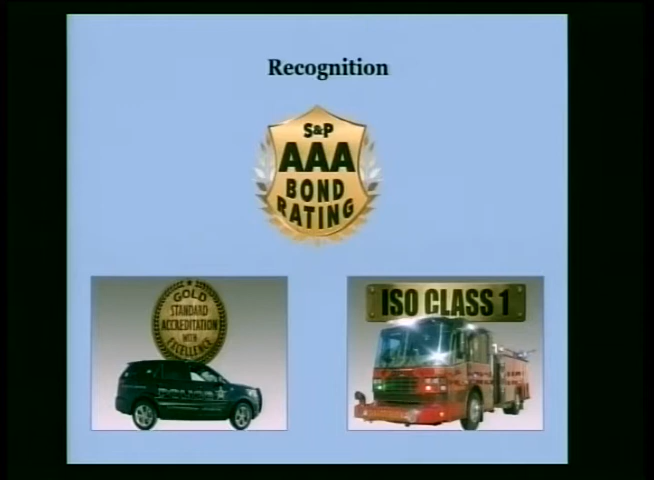 Recognition
S&P
AAA
BOND
RATING
GOLD
STANDARD
ACCREDITATION
WITH
EXCELLENCE
POLICE
ISO CLASS 1